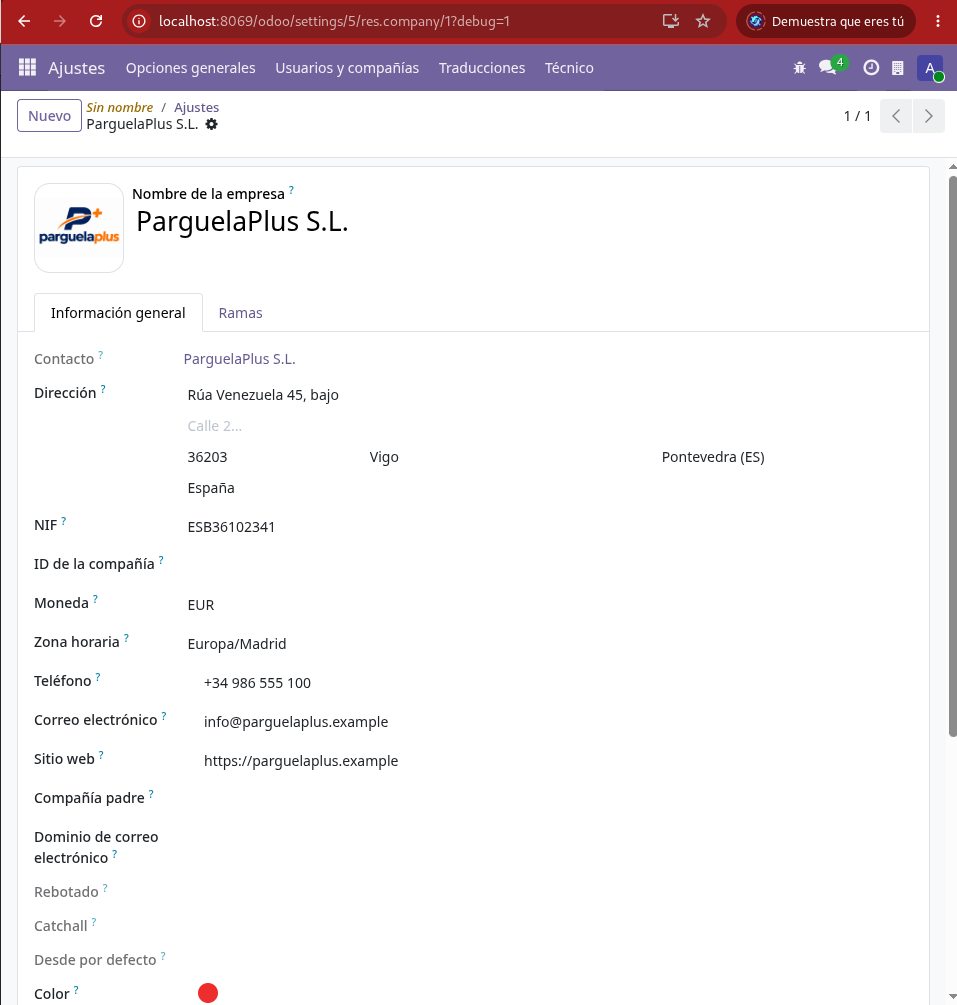 localhost:8069/odoo/settings/5/res.company/1?debug=1
Demuestra que eres tú
Ajustes
Opciones generales
Usuarios y compañías
Traducciones
Técnico
4
A
Nuevo
Sin nombre / Ajustes
ParguelaPlus S.L.
1 / 1
P+
parguelaplus
Nombre de la empresa ?
ParguelaPlus S.L.
Información general
Ramas
Contacto ? ParguelaPlus S.L.
Dirección ? Rúa Venezuela 45, bajo
Calle 2...
36203 Vigo Pontevedra (ES)
España
NIF ? ESB36102341
ID de la compañía ?
Moneda ? EUR
Zona horaria ? Europa/Madrid
Teléfono ? +34 986 555 100
Correo electrónico ? info@parguelaplus.example
Sitio web ? https://parguelaplus.example
Compañía padre ?
Dominio de correo
electrónico ?
Rebotado ?
Catchall ?
Desde por defecto ?
Color ?